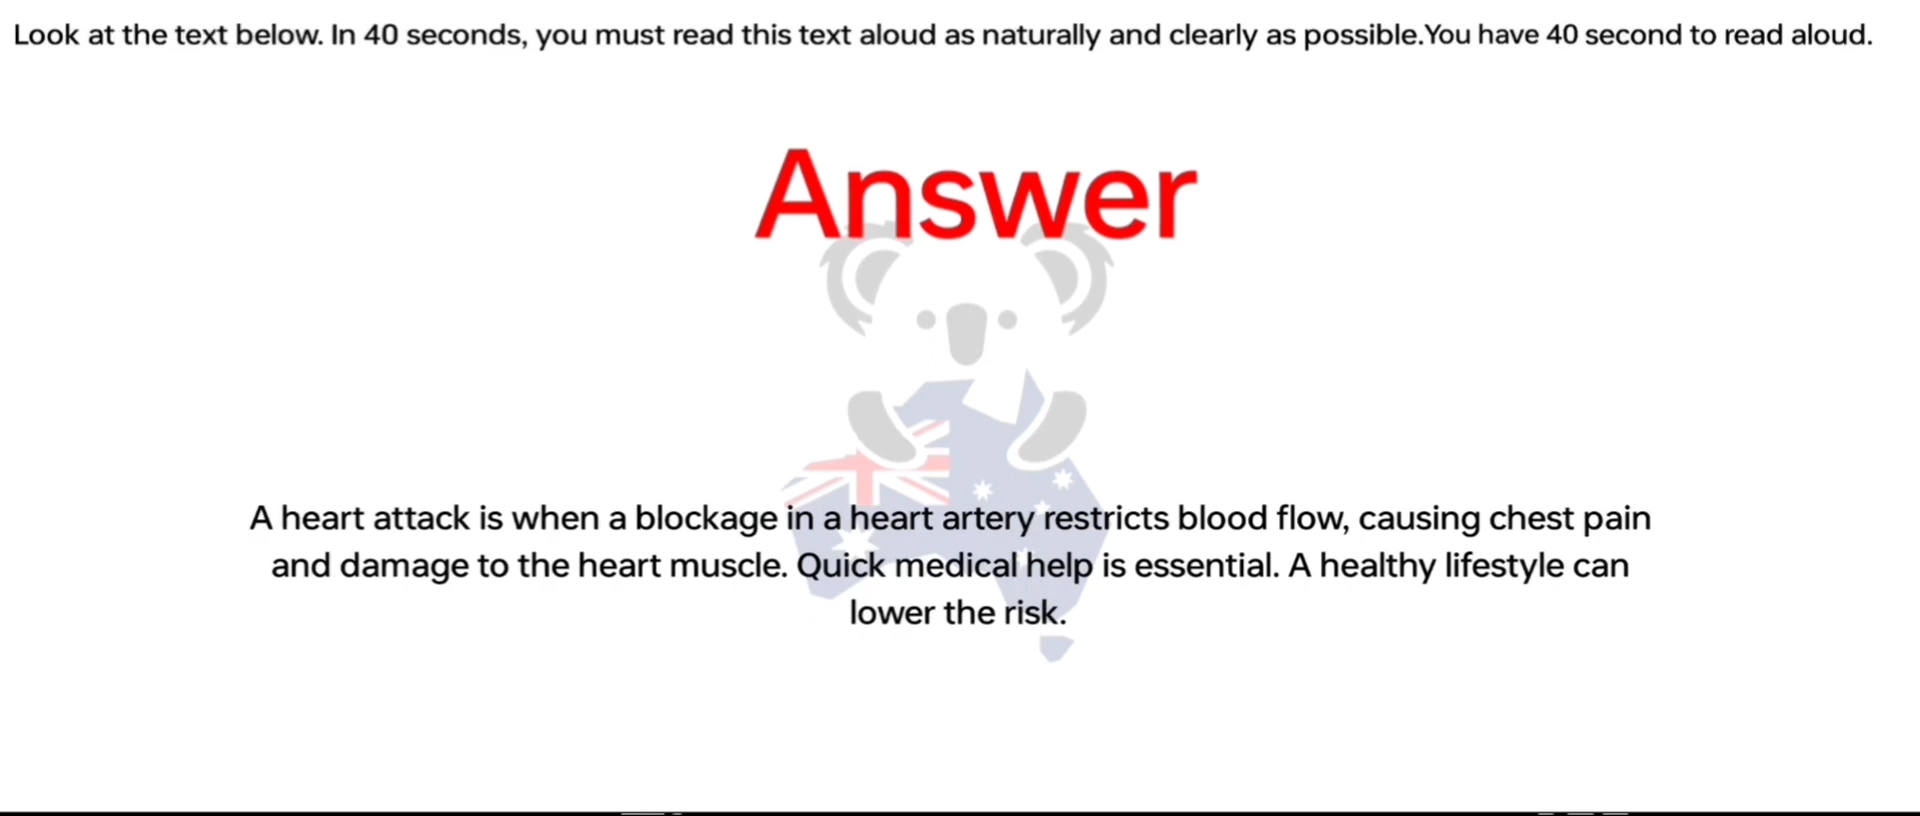 Look at the text below. In 40 seconds, you must read this text aloud as naturally and clearly as possible.You have 40 second to read aloud.
Answer
A heart attack is when a blockage in a heart artery restricts blood flow, causing chest pain
and damage to the heart muscle. Quick medical help is essential. A healthy lifestyle can
lower the risk.